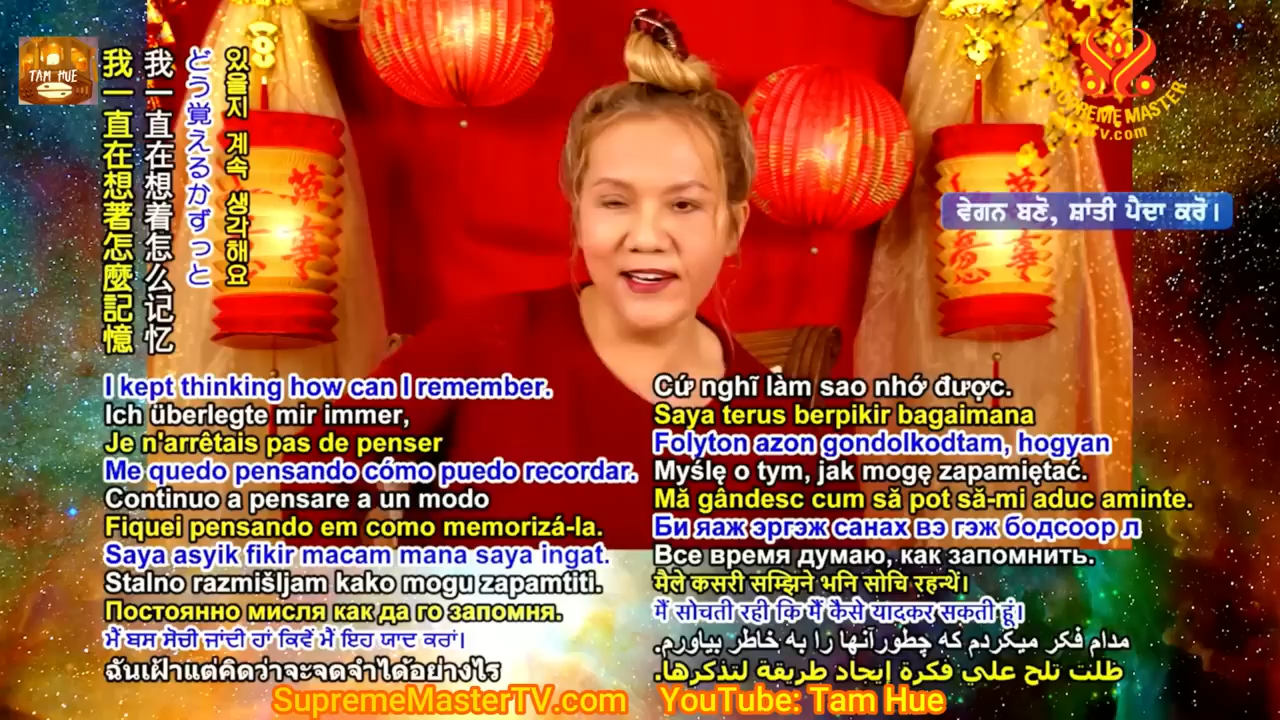 TAM HUE
我一直在想著怎麼記憶
我一直在想着怎么记忆
どう覚えるかずっと
있을지 계속 생각해요
SUPREME MASTER
TV.com
ਵੇਗਨ ਬਣੋ, ਸ਼ਾਂਤੀ ਪੈਦਾ ਕਰੋ।
I kept thinking how can I remember.
Ich überlegte mir immer,
Je n'arrêtais pas de penser
Me quedo pensando cómo puedo recordar.
Continuo a pensare a un modo
Fiquei pensando em como memorizá-la.
Saya asyik fikir macam mana saya ingat.
Stalno razmišljam kako mogu zapamtiti.
Постоянно мисля как да го запомня.
ਮੈਂ ਬਸ ਸੋਚੀ ਜਾਂਦੀ ਹਾਂ ਕਿਵੇਂ ਮੈਂ ਇਹ ਯਾਦ ਕਰਾਂ।
ฉันเฝ้าแต่คิดว่าจะจดจำได้อย่างไร
Cứ nghĩ làm sao nhớ được.
Saya terus berpikir bagaimana
Folyton azon gondolkodtam, hogyan
Myślę o tym, jak mogę zapamiętać.
Mă gândesc cum să pot să-mi aduc aminte.
Би яаж эргэж санах вэ гэж бодсоор л
Все время думаю, как запомнить.
मैले कसरी सम्झिने भनि सोचि रहन्थें।
मैं सोचती रही कि मैं कैसे यादकर सकती हूं।
مدام فکر میکردم که چطورآنها را به خاطر بیاورم.
ظلت تلح علي فكرة إيجاد طريقة لتذكرها.
SupremeMasterTV.com YouTube: Tam Hue